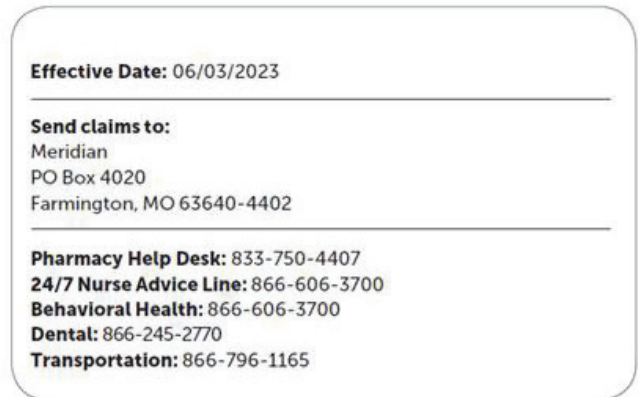 Effective Date: 06/03/2023
Send claims to:
Meridian
PO Box 4020
Farmington, MO 63640-4402
Pharmacy Help Desk: 833-750-4407
24/7 Nurse Advice Line: 866-606-3700
Behavioral Health: 866-606-3700
Dental: 866-245-2770
Transportation: 866-796-1165